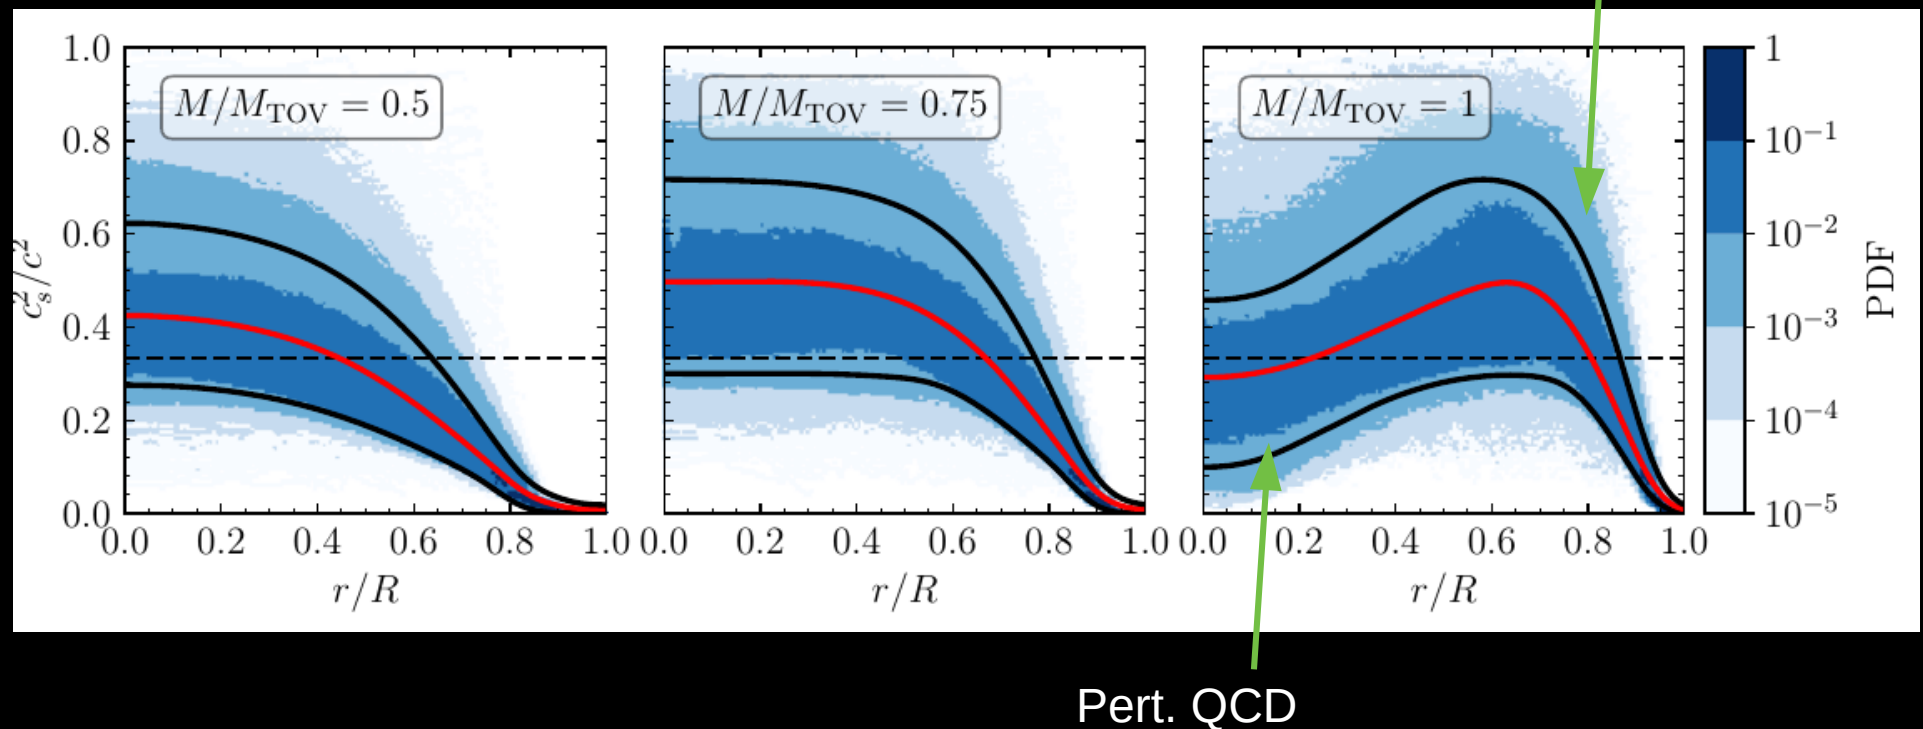 M/M_TOV = 0.5
M/M_TOV = 0.75
M/M_TOV = 1
1.0
0.8
0.6
0.4
0.2
0.0
c_s^2/c^2
0.0 0.2 0.4 0.6 0.8 1.0
0.0 0.2 0.4 0.6 0.8 1.0
0.0 0.2 0.4 0.6 0.8 1.0
r/R
r/R
r/R
1
10^−1
10^−2
10^−3
10^−4
10^−5
PDF
Pert. QCD